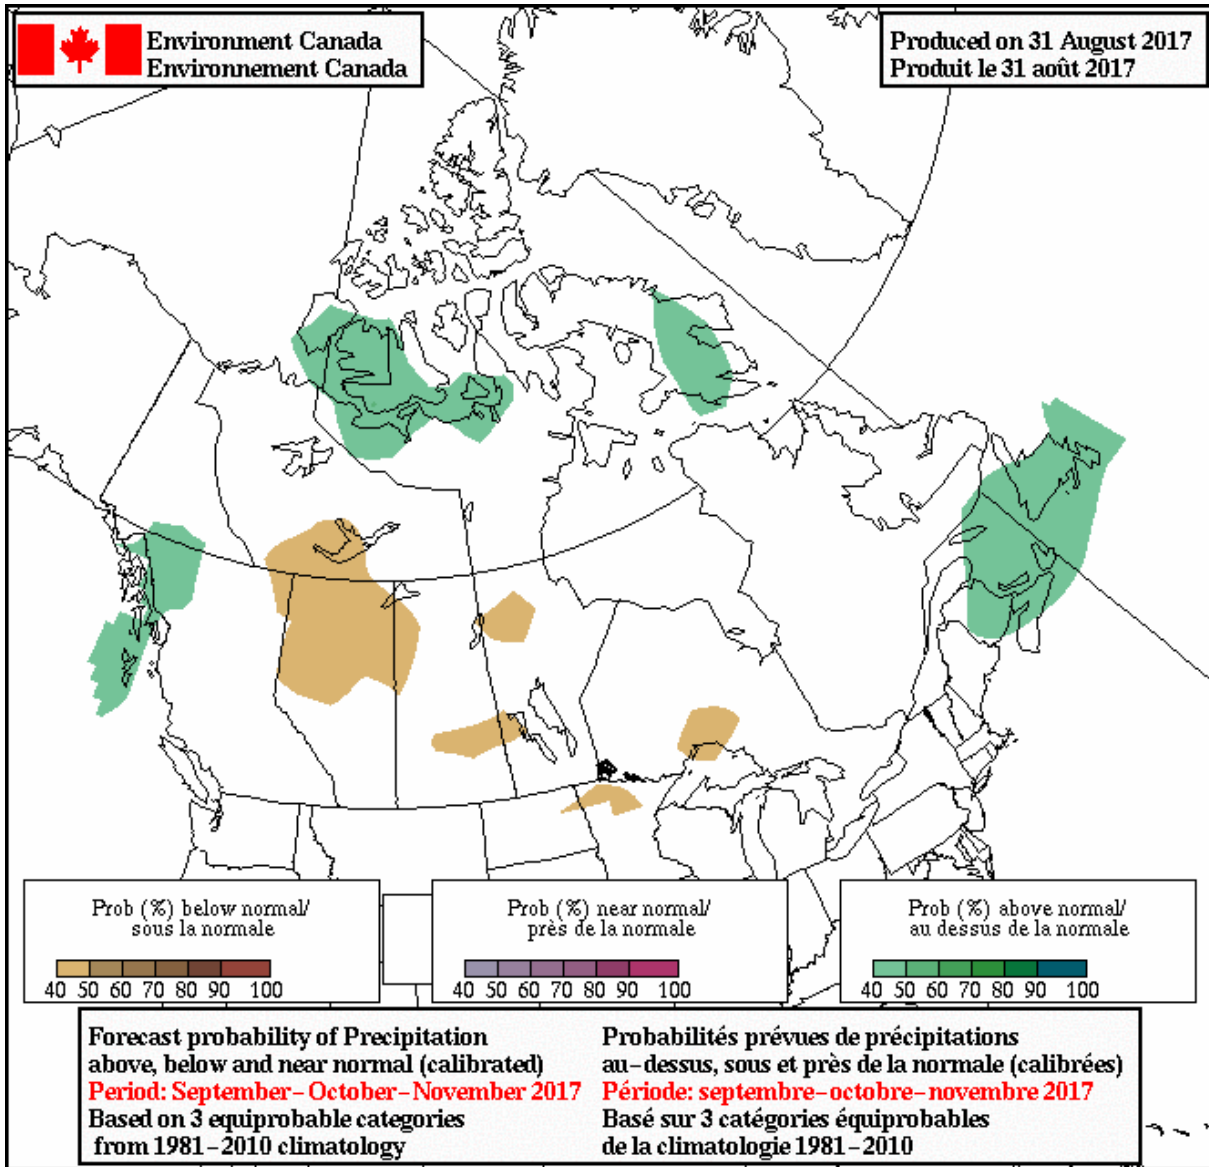 Environment Canada
Environnement Canada
Produced on 31 August 2017
Produit le 31 août 2017
Prob (%) below normal/
sous la normale
40 50 60 70 80 90 100
Prob (%) near normal/
près de la normale
40 50 60 70 80 90 100
Prob (%) above normal/
au dessus de la normale
40 50 60 70 80 90 100
Forecast probability of Precipitation
above, below and near normal (calibrated)
Period: September-October-November 2017
Based on 3 equiprobable categories
from 1981-2010 climatology
Probabilités prévues de précipitations
au-dessus, sous et près de la normale (calibrées)
Période: septembre-octobre-novembre 2017
Basé sur 3 catégories équiprobables
de la climatologie 1981-2010